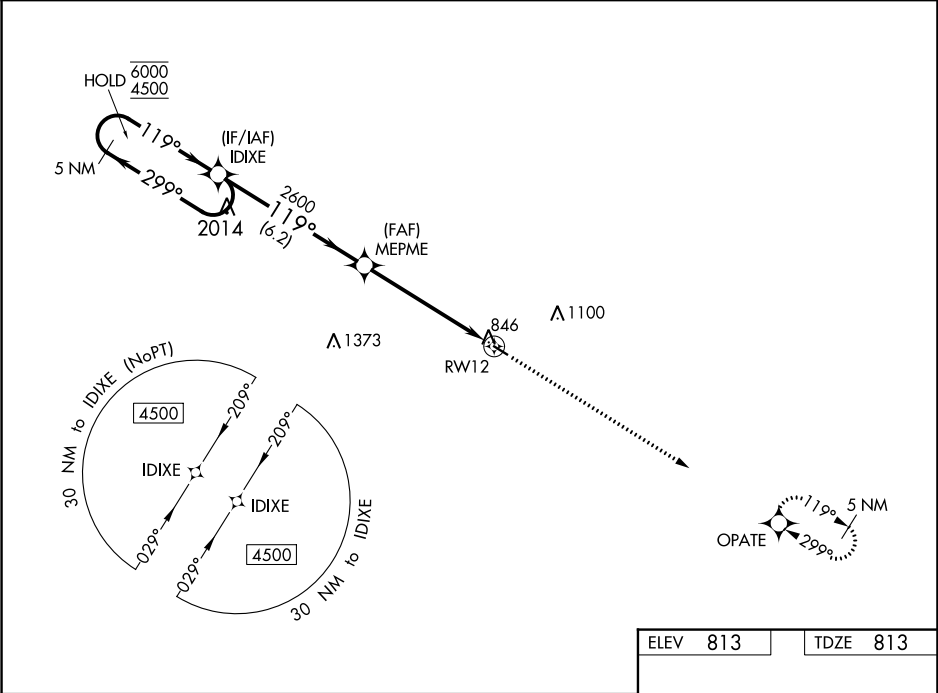 HOLD 6000
4500
119°
(IF/IAF)
IDIXE
5 NM
299°
2014
2600
119°
(6.2)
(FAF)
MEPME
1373
846
1100
RW12
30 NM to IDIXE (NoPT)
4500
209°
IDIXE
029°
209°
IDIXE
4500
029°
30 NM to IDIXE
OPATE
119°
299°
5 NM
ELEV 813
TDZE 813